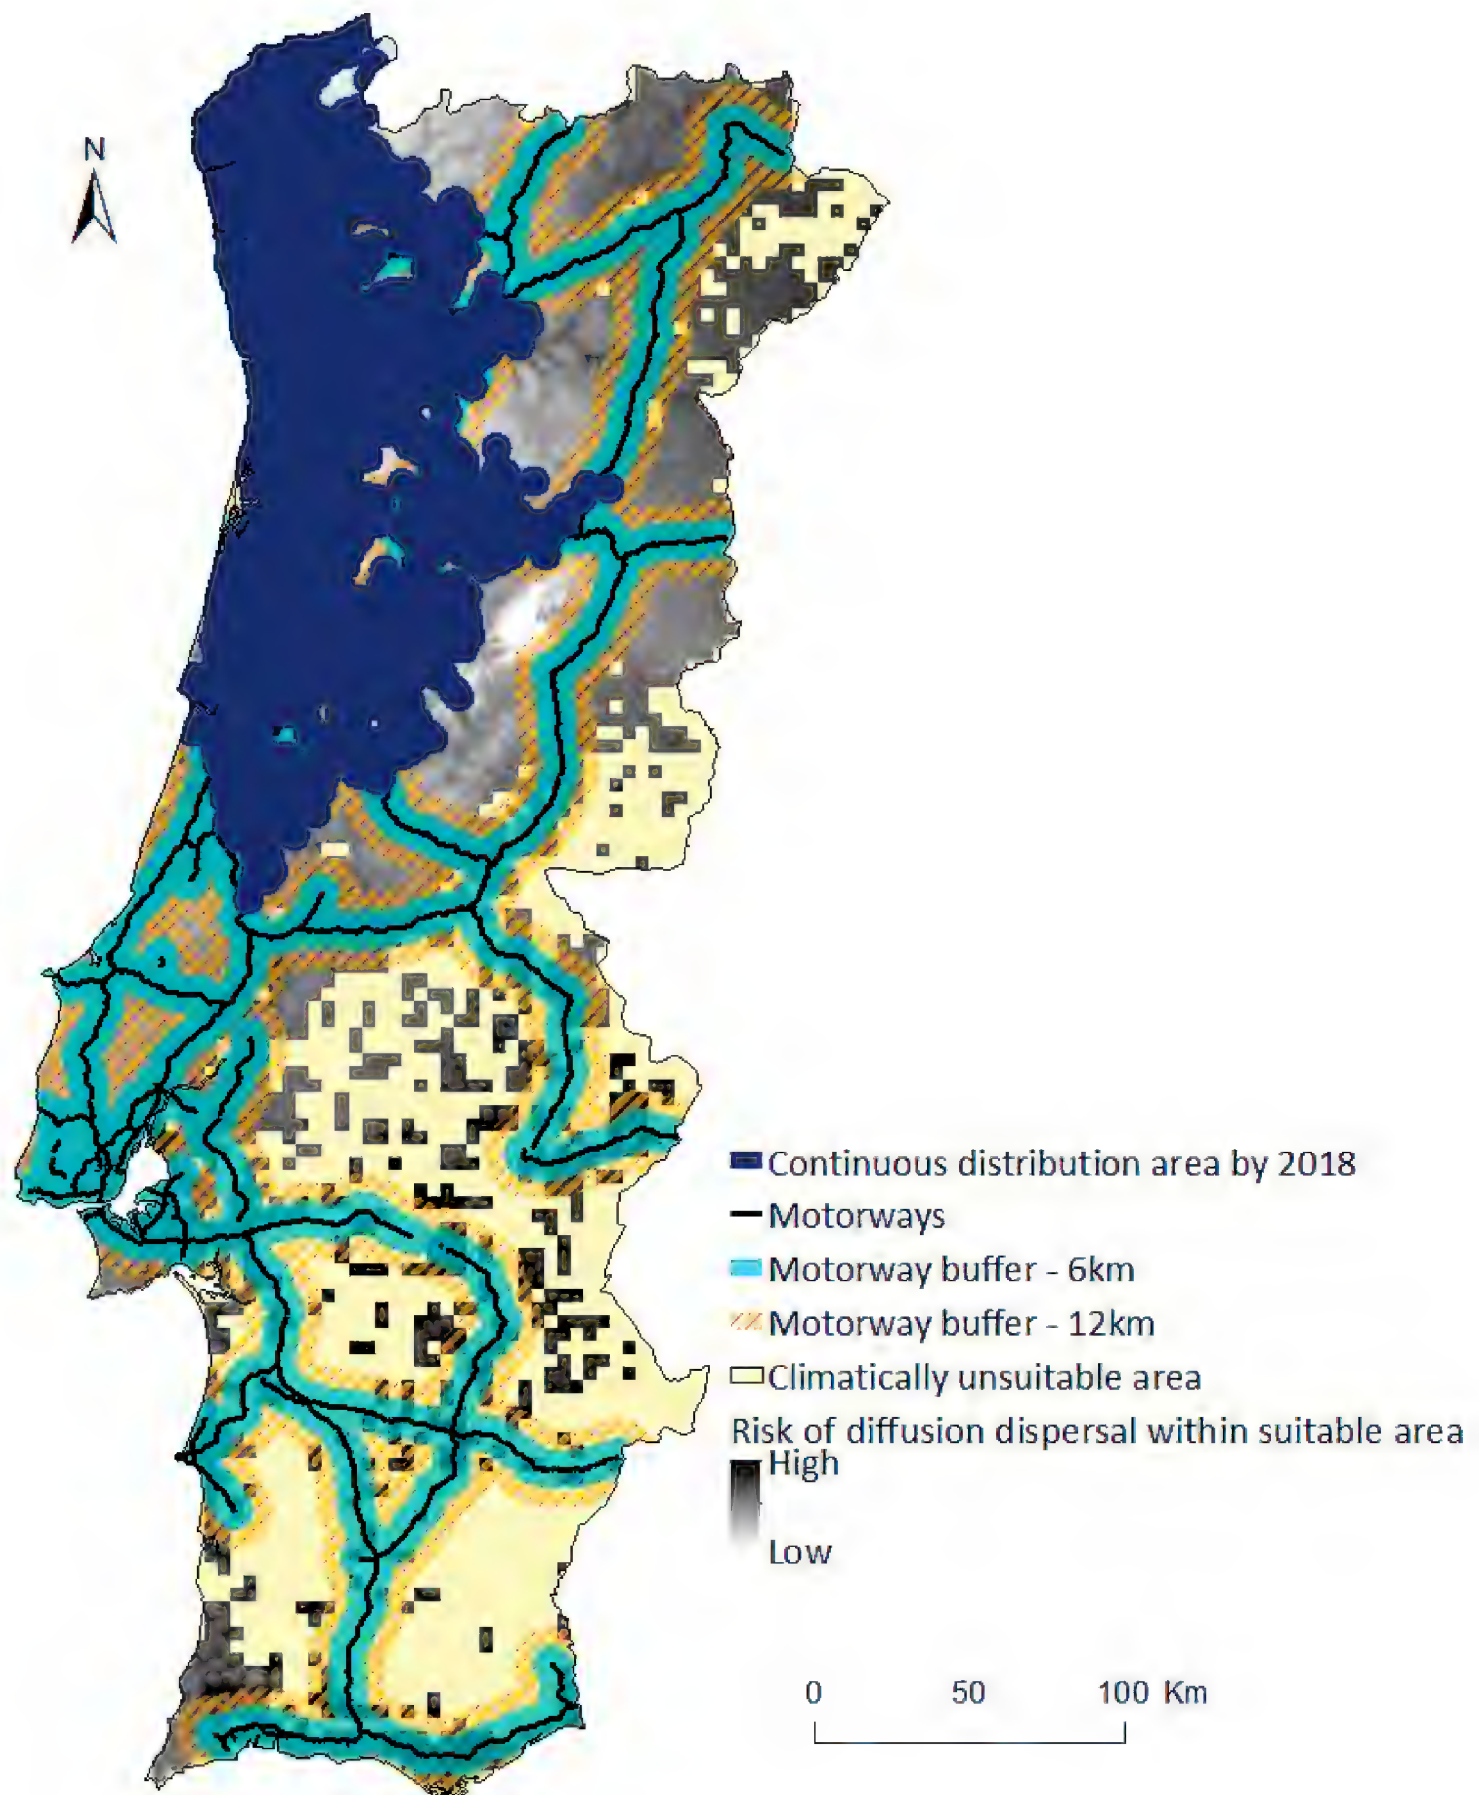 N
Continuous distribution area by 2018
Motorways
Motorway buffer - 6km
Motorway buffer - 12km
Climatically unsuitable area
Risk of diffusion dispersal within suitable area
High
Low
0 50 100 Km